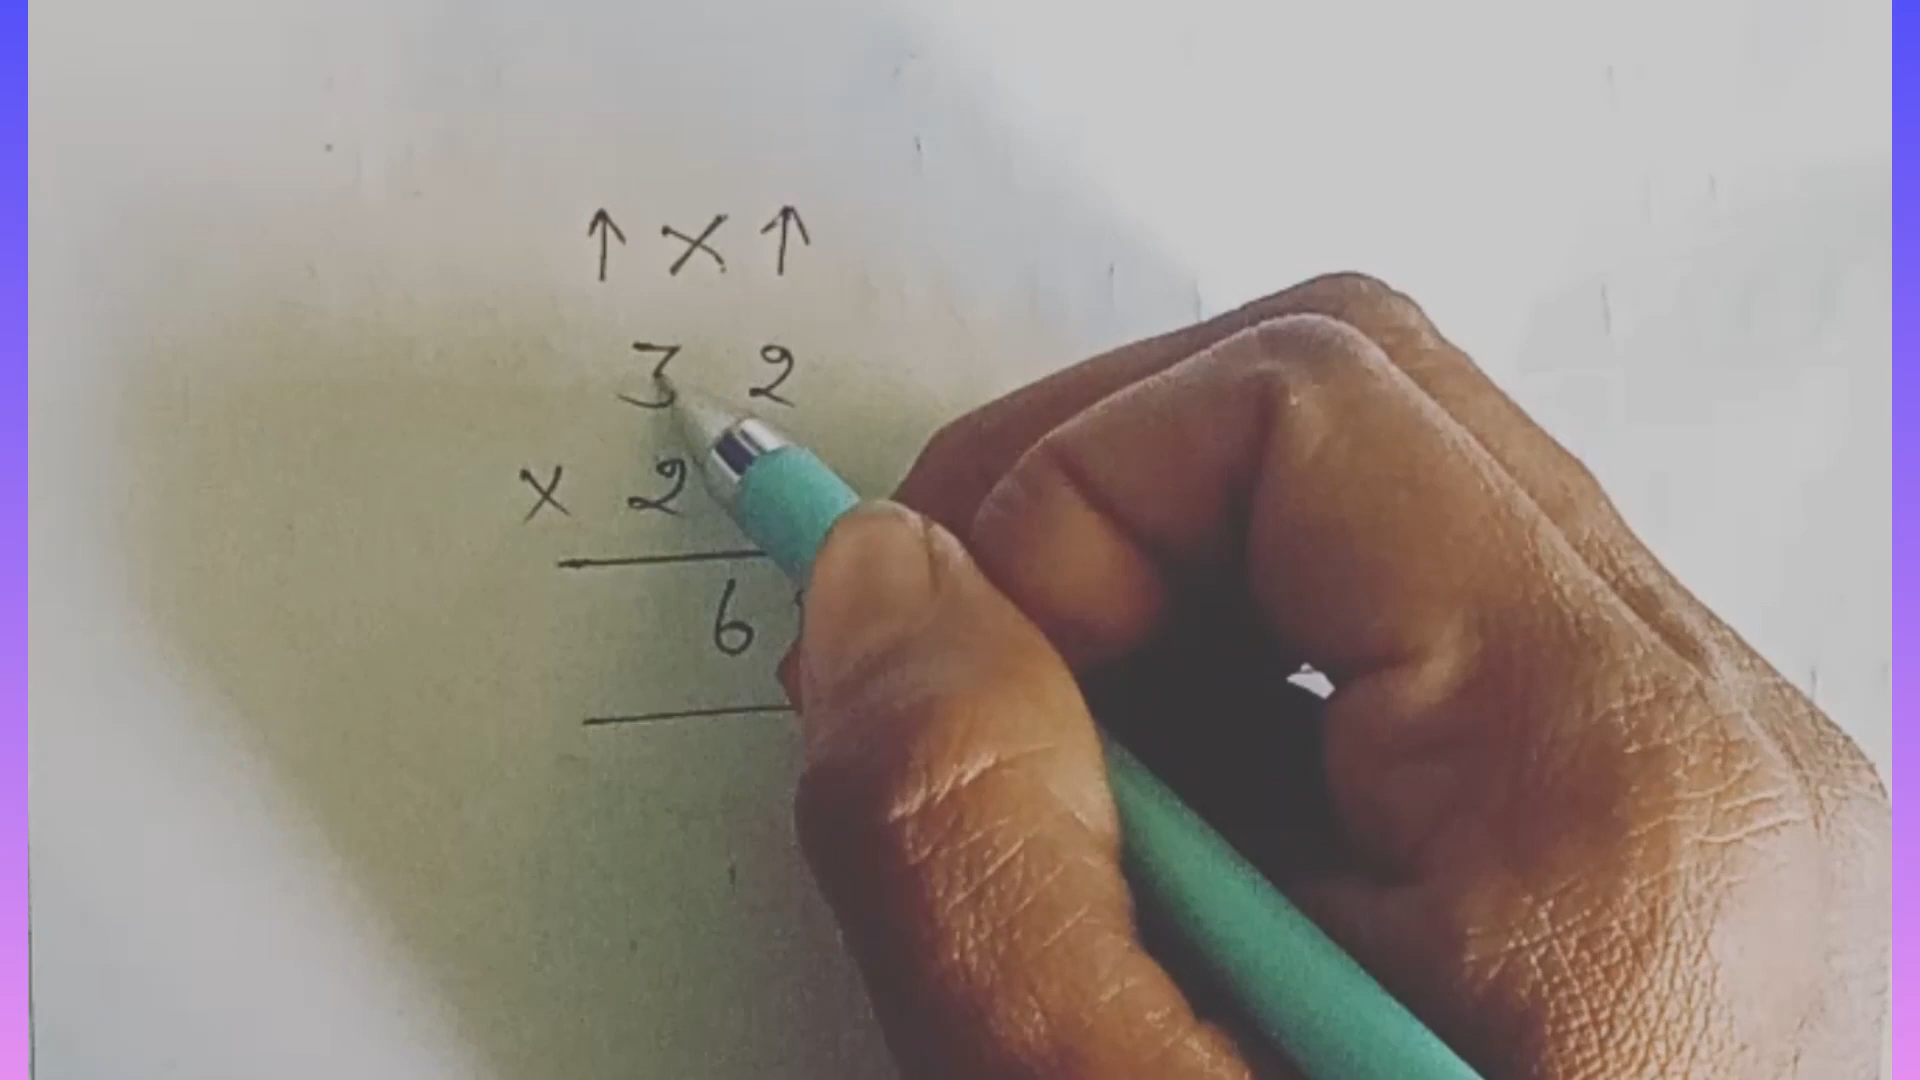 ↑ × ↑
3 2
× 2
6